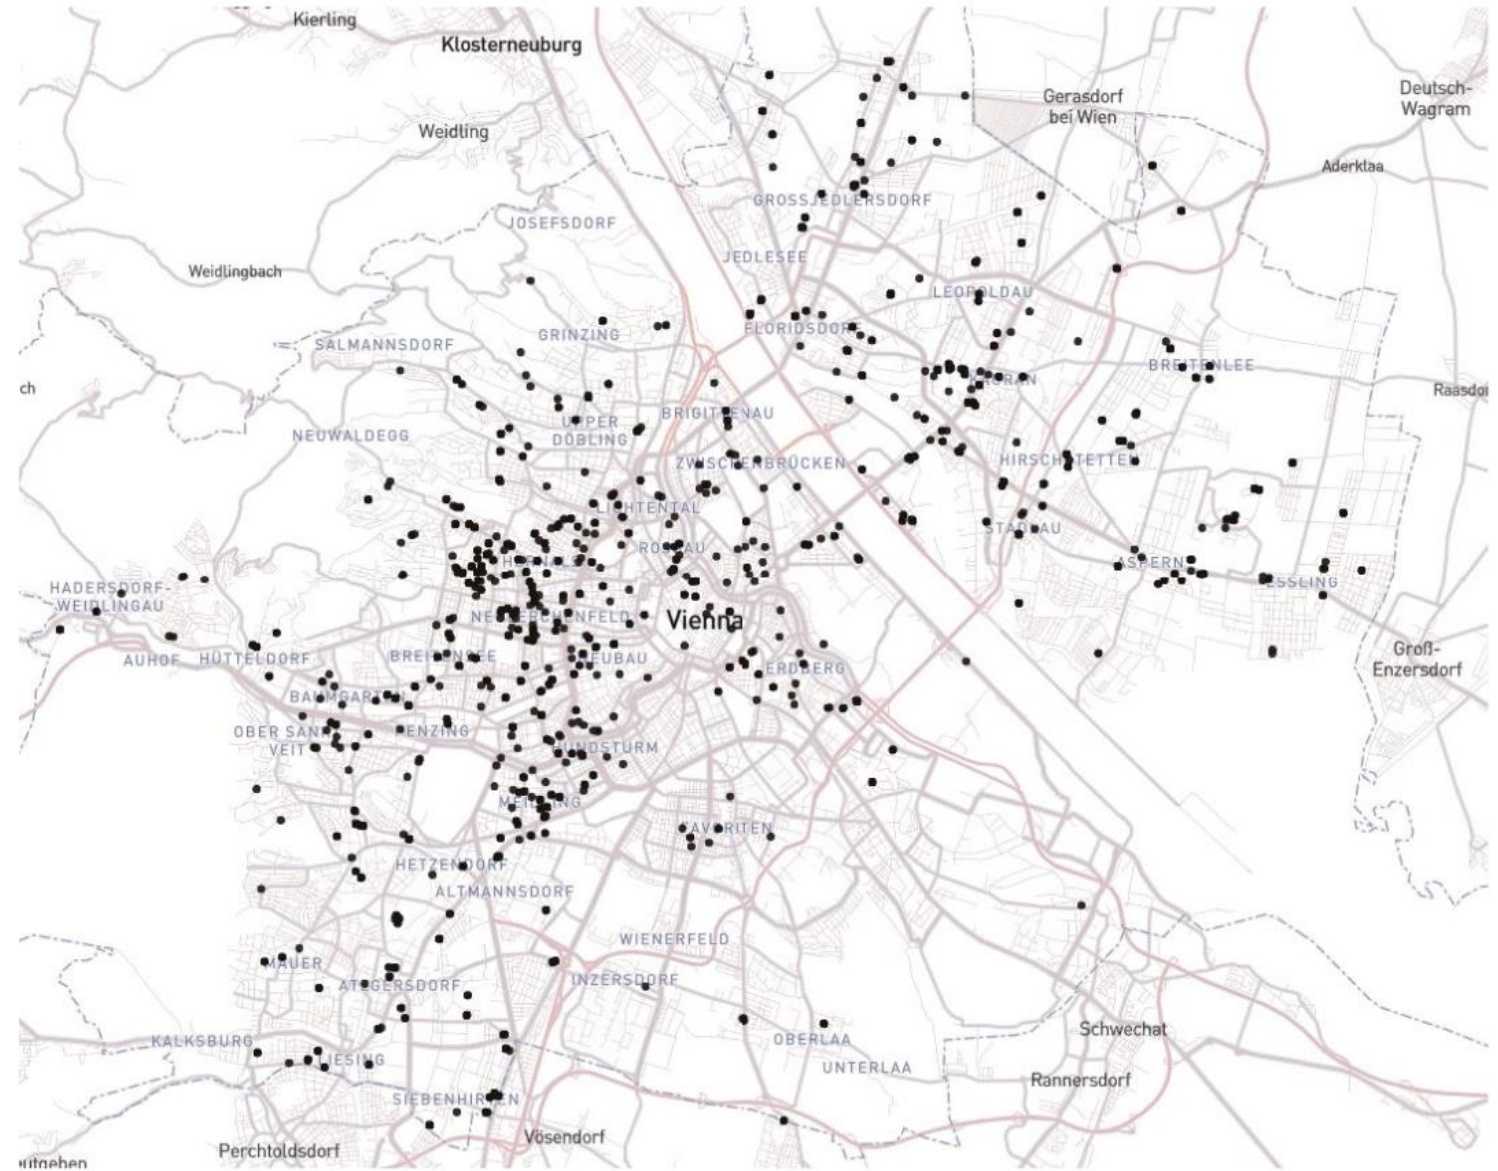 Kierling
Klosterneuburg
Deutsch-
Wagram
Gerasdorf
bei Wien
Weidling
Aderklaa
GROSSJEDLERSDORF
JOSEFSDORF
JEDLESEE
Weidlingbach
LEOPOLDAU
FLORIDSDORF
GRINZING
SALMANNSDORF
BREITENLEE
KAGRAN
ch
Raasdo
BRIGITTENAU
UPPER
DÖBLING
NEUWALDEGG
ZWISCHENBRÜCKEN
HIRSCHSTETTEN
LICHTENTAL
STADLAU
ROSSAU
HERNALS
ASPERN
ESSLING
HADERSDORF-
WEIDLINGAU
NEULERCHENFELD
Vienna
AUHOF
HÜTTELDORF
BREITENSEE
NEUBAU
ERDBERG
Groß-
Enzersdorf
BAUMGARTEN
OBER SANKT
VEIT
PENZING
HUNDSTURM
MEIDLING
FAVORITEN
HETZENDORF
ALTMANNSDORF
WIENERFELD
MAUER
ATZGERSDORF
INZERSDORF
KALKSBURG
OBERLAA
Schwechat
LIESING
UNTERLAA
Rannersdorf
SIEBENHIRTEN
Vösendorf
Perchtoldsdorf